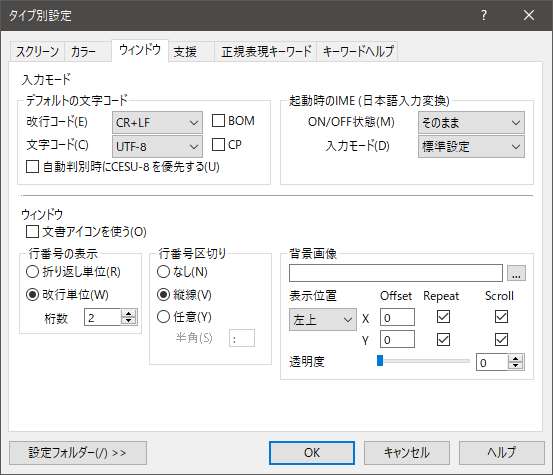 タイプ別設定
スクリーン カラー ウィンドウ 支援 正規表現キーワード キーワードヘルプ
入力モード
デフォルトの文字コード
改行コード(E) CR+LF BOM
文字コード(C) UTF-8 CP
自動判別時にCESU-8を優先する(U)
起動時のIME (日本語入力変換)
ON/OFF状態(M) そのまま
入力モード(D) 標準設定
ウィンドウ
文書アイコンを使う(O)
行番号の表示
折り返し単位(R)
改行単位(W)
桁数 2
行番号区切り
なし(N)
縦線(V)
任意(Y)
半角(S) :
背景画像
...
表示位置 Offset Repeat Scroll
左上 X 0
Y 0
透明度 0
設定フォルダー(/) >> OK キャンセル ヘルプ